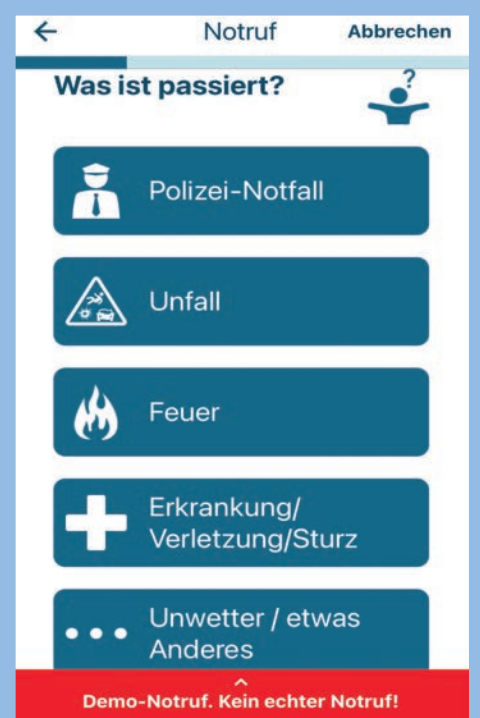 Notruf Abbrechen
Was ist passiert?
?
Polizei-Notfall
Unfall
Feuer
Erkrankung/
Verletzung/Sturz
Unwetter / etwas
Anderes
Demo-Notruf. Kein echter Notruf!